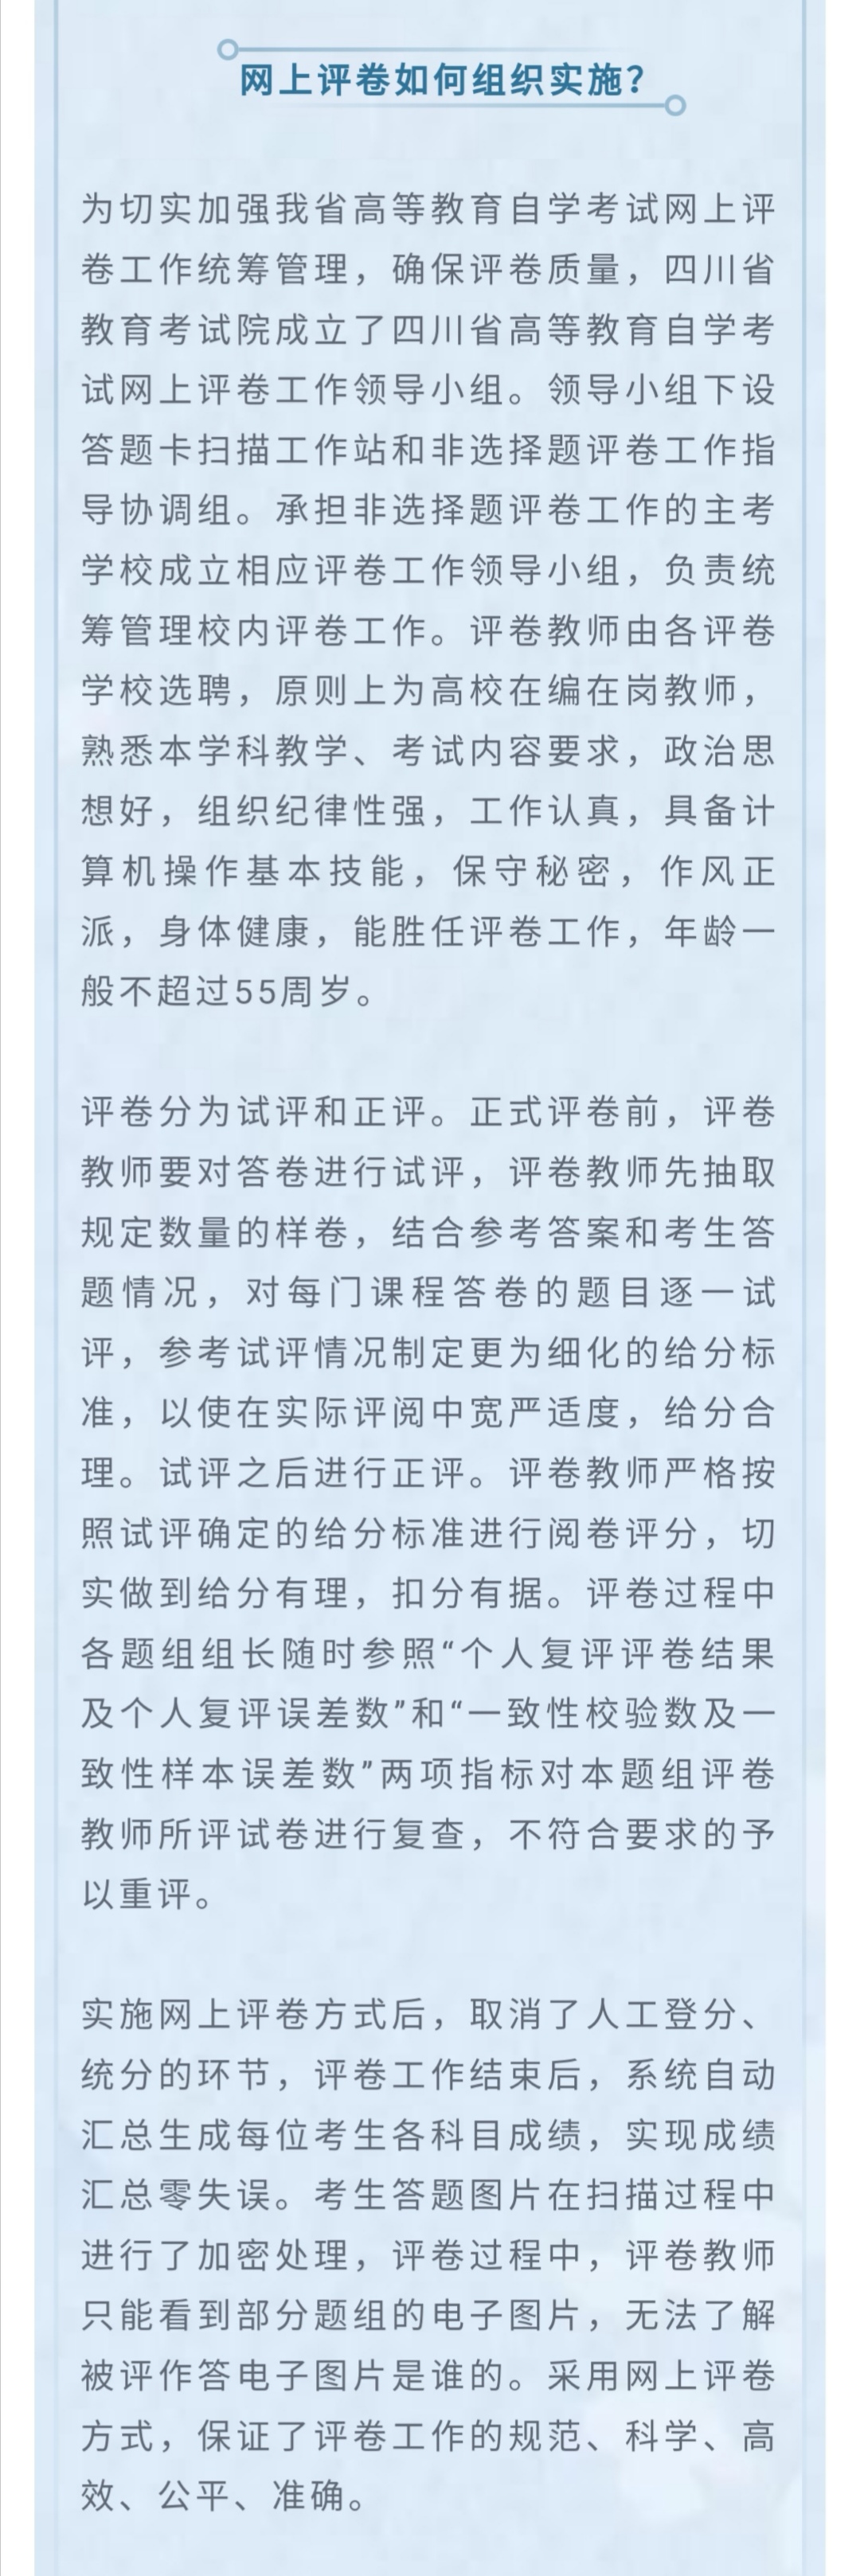 网上评卷如何组织实施？
为切实加强我省高等教育自学考试网上评
卷工作统筹管理，确保评卷质量，四川省
教育考试院成立了四川省高等教育自学考
试网上评卷工作领导小组。领导小组下设
答题卡扫描工作站和非选择题评卷工作指
导协调组。承担非选择题评卷工作的主考
学校成立相应评卷工作领导小组，负责统
筹管理校内评卷工作。评卷教师由各评卷
学校选聘，原则上为高校在编在岗教师，
熟悉本学科教学、考试内容要求，政治思
想好，组织纪律性强，工作认真，具备计
算机操作基本技能，保守秘密，作风正
派，身体健康，能胜任评卷工作，年龄一
般不超过55周岁。
评卷分为试评和正评。正式评卷前，评卷
教师要对答卷进行试评，评卷教师先抽取
规定数量的样卷，结合参考答案和考生答
题情况，对每门课程答卷的题目逐一试
评，参考试评情况制定更为细化的给分标
准，以使在实际评阅中宽严适度，给分合
理。试评之后进行正评。评卷教师严格按
照试评确定的给分标准进行阅卷评分，切
实做到给分有理，扣分有据。评卷过程中
各题组组长随时参照“个人复评评卷结果
及个人复评误差数”和“一致性校验数及一
致性样本误差数”两项指标对本题组评卷
教师所评试卷进行复查，不符合要求的予
以重评。
实施网上评卷方式后，取消了人工登分、
统分的环节，评卷工作结束后，系统自动
汇总生成每位考生各科目成绩，实现成绩
汇总零失误。考生答题图片在扫描过程中
进行了加密处理，评卷过程中，评卷教师
只能看到部分题组的电子图片，无法了解
被评作答电子图片是谁的。采用网上评卷
方式，保证了评卷工作的规范、科学、高
效、公平、准确。